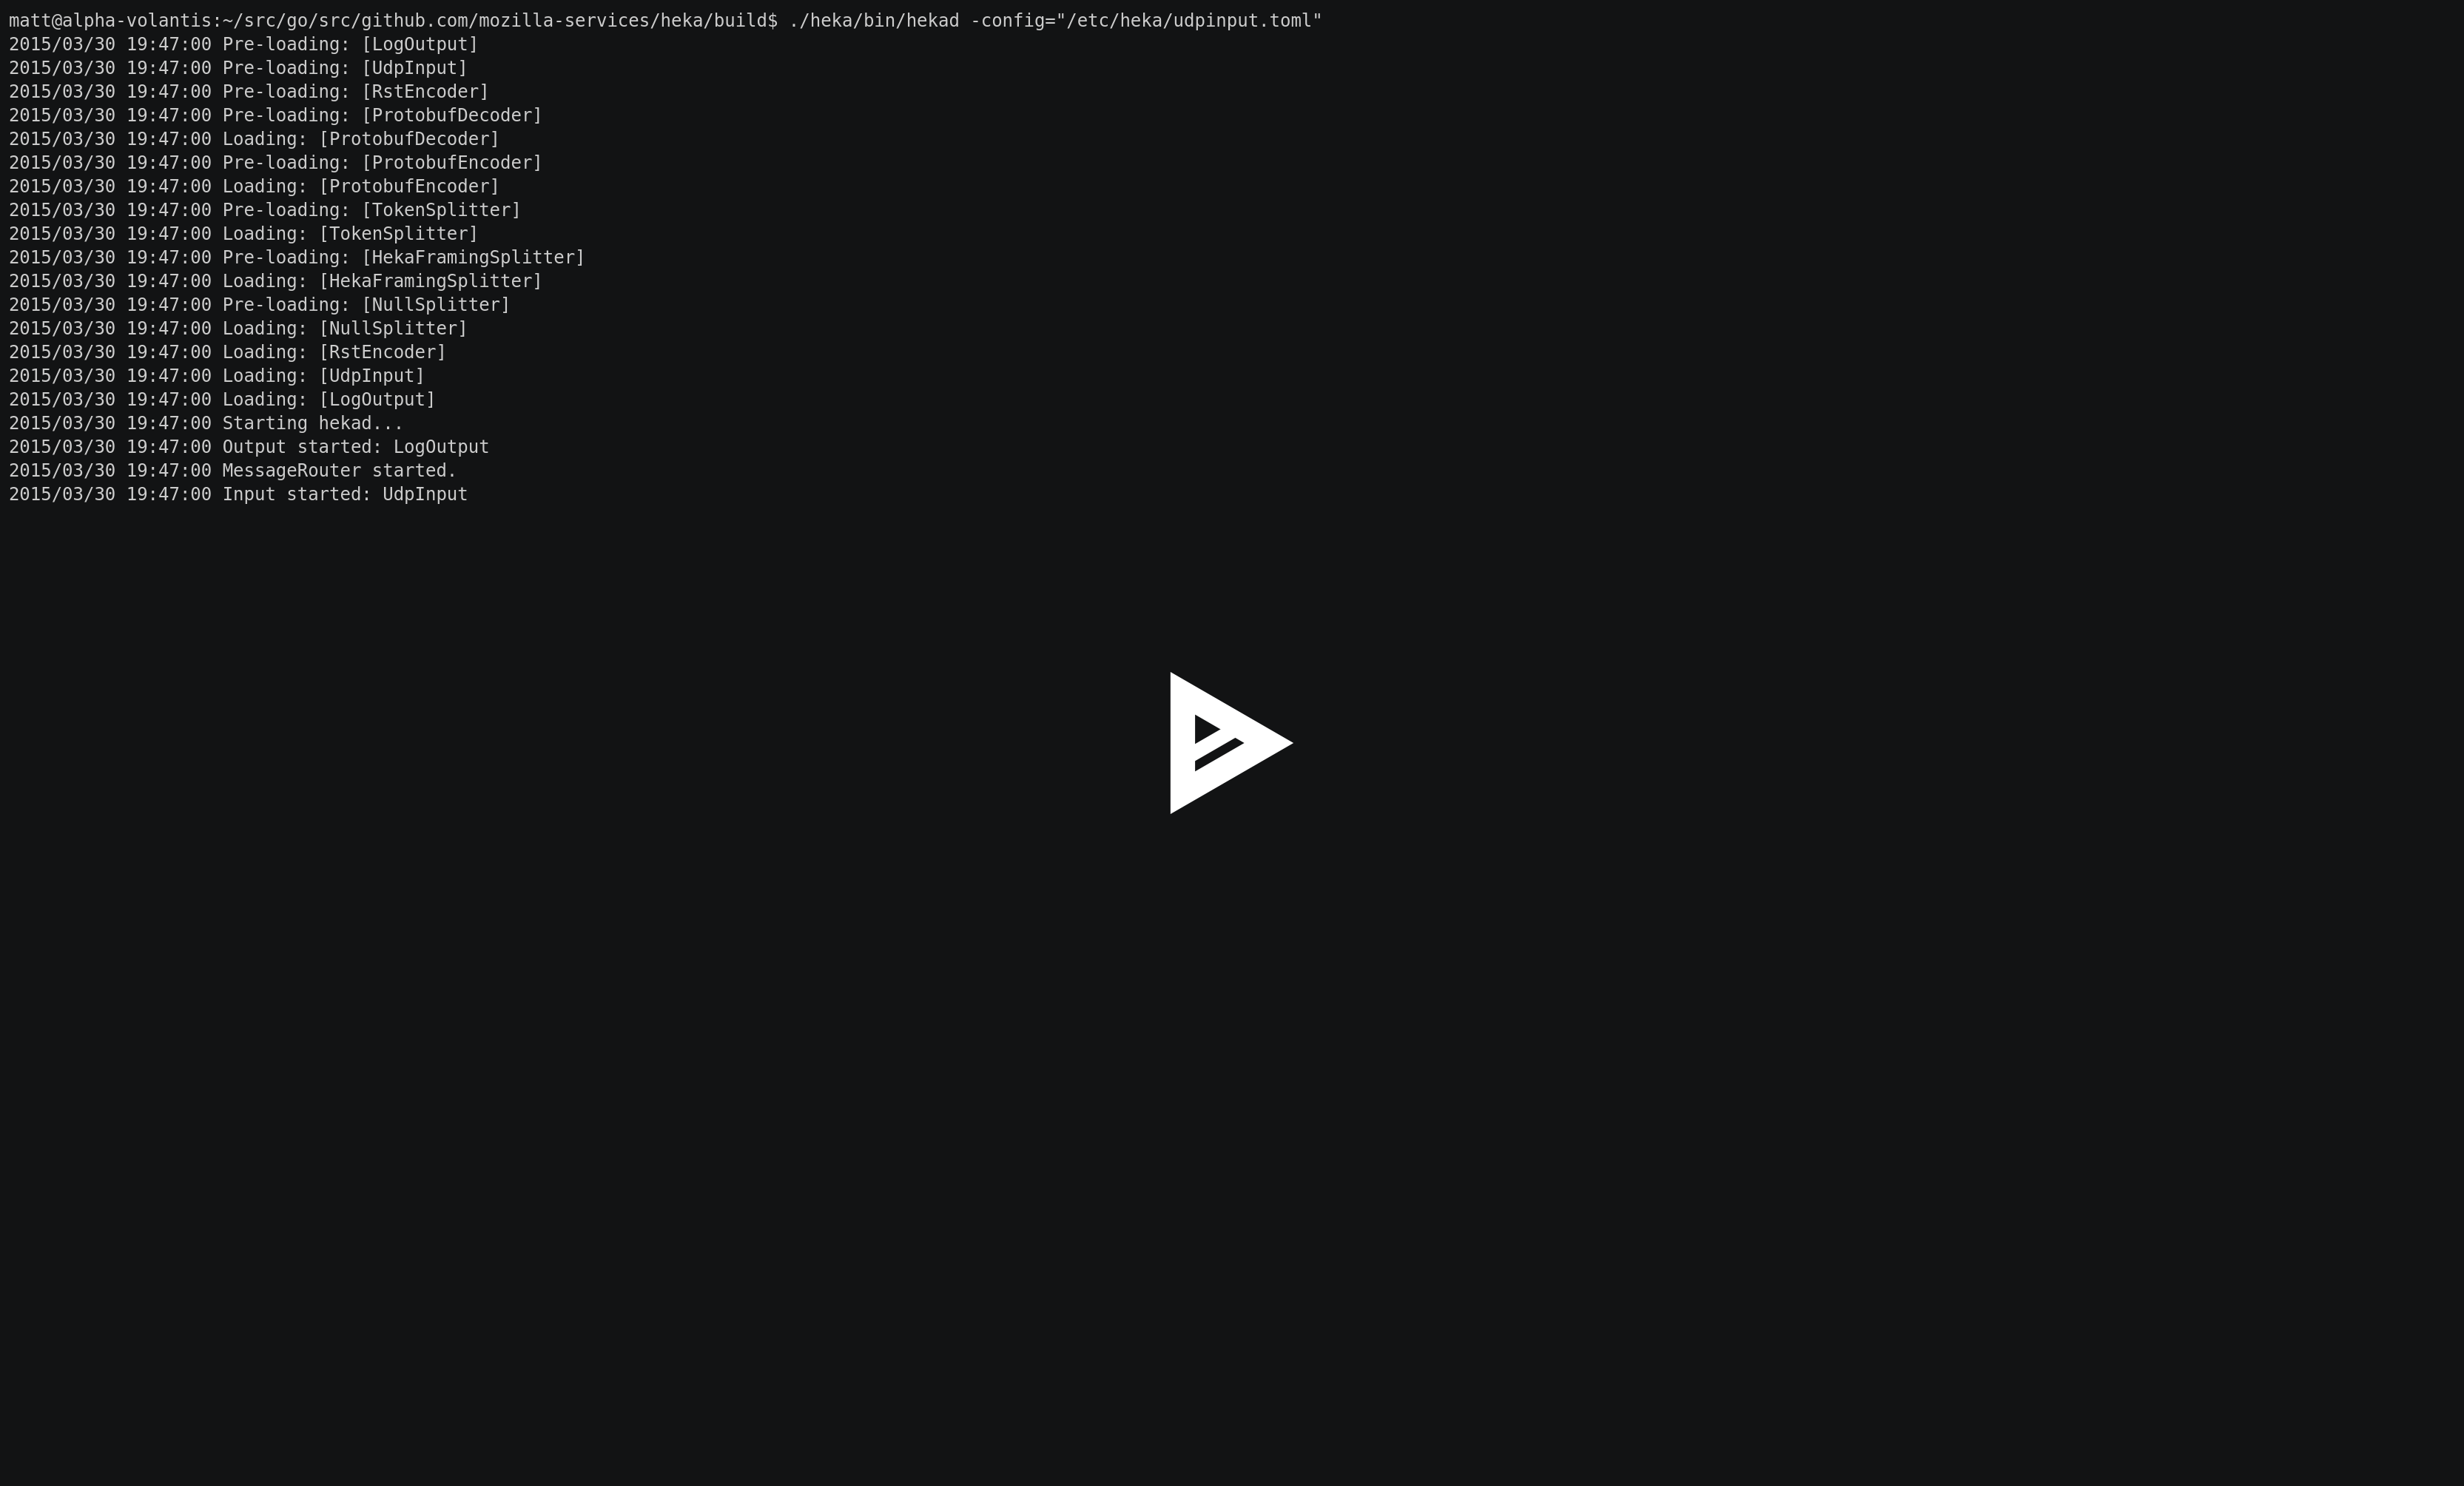 matt@alpha-volantis:~/src/go/src/github.com/mozilla-services/heka/build$ ./heka/bin/hekad -config="/etc/heka/udpinput.toml"
2015/03/30 19:47:00 Pre-loading: [LogOutput]
2015/03/30 19:47:00 Pre-loading: [UdpInput]
2015/03/30 19:47:00 Pre-loading: [RstEncoder]
2015/03/30 19:47:00 Pre-loading: [ProtobufDecoder]
2015/03/30 19:47:00 Loading: [ProtobufDecoder]
2015/03/30 19:47:00 Pre-loading: [ProtobufEncoder]
2015/03/30 19:47:00 Loading: [ProtobufEncoder]
2015/03/30 19:47:00 Pre-loading: [TokenSplitter]
2015/03/30 19:47:00 Loading: [TokenSplitter]
2015/03/30 19:47:00 Pre-loading: [HekaFramingSplitter]
2015/03/30 19:47:00 Loading: [HekaFramingSplitter]
2015/03/30 19:47:00 Pre-loading: [NullSplitter]
2015/03/30 19:47:00 Loading: [NullSplitter]
2015/03/30 19:47:00 Loading: [RstEncoder]
2015/03/30 19:47:00 Loading: [UdpInput]
2015/03/30 19:47:00 Loading: [LogOutput]
2015/03/30 19:47:00 Starting hekad...
2015/03/30 19:47:00 Output started: LogOutput
2015/03/30 19:47:00 MessageRouter started.
2015/03/30 19:47:00 Input started: UdpInput